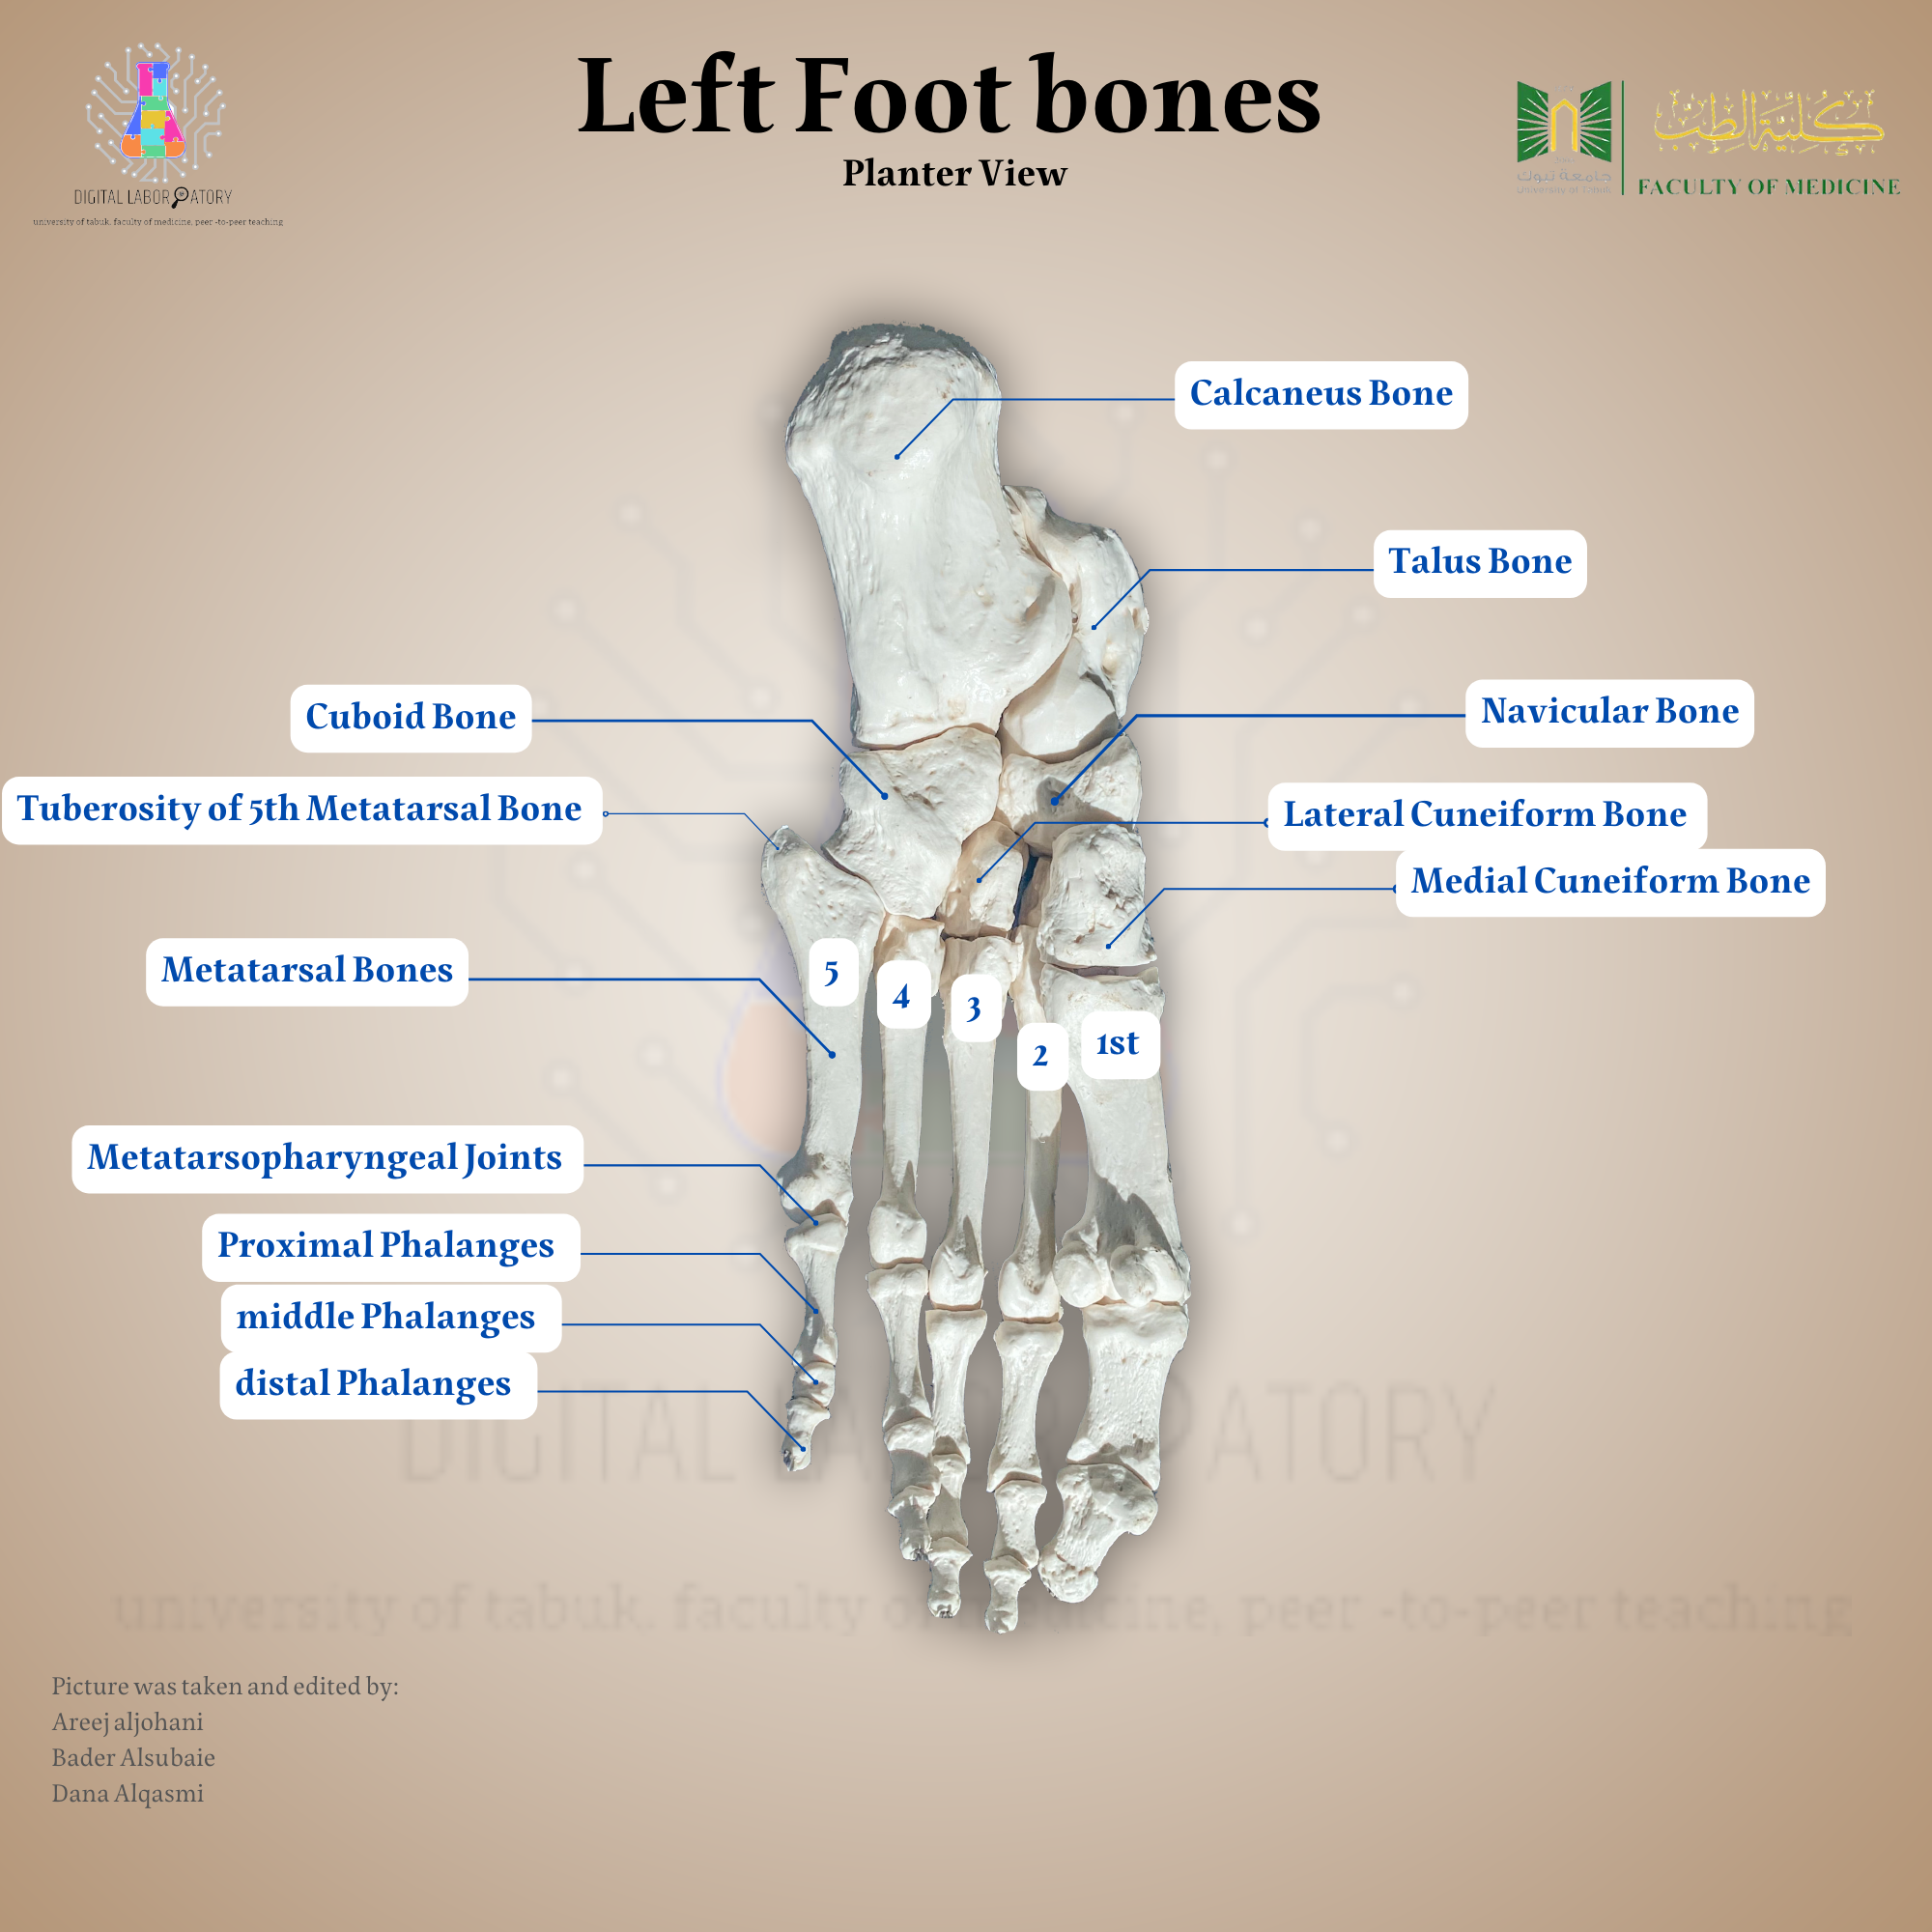 Left Foot bones
Planter View
DIGITAL LABORATORY
university of tabuk, faculty of medicine, peer -to-peer teaching
جامعة تبوك
University of Tabuk
كلية الطب
FACULTY OF MEDICINE
Calcaneus Bone
Talus Bone
Cuboid Bone
Navicular Bone
Tuberosity of 5th Metatarsal Bone
Lateral Cuneiform Bone
Medial Cuneiform Bone
Metatarsal Bones
5
4
3
2
1st
Metatarsopharyngeal Joints
Proximal Phalanges
middle Phalanges
distal Phalanges
DIGITAL LABORATORY
university of tabuk, faculty of medicine, peer -to-peer teaching
Picture was taken and edited by:
Areej aljohani
Bader Alsubaie
Dana Alqasmi